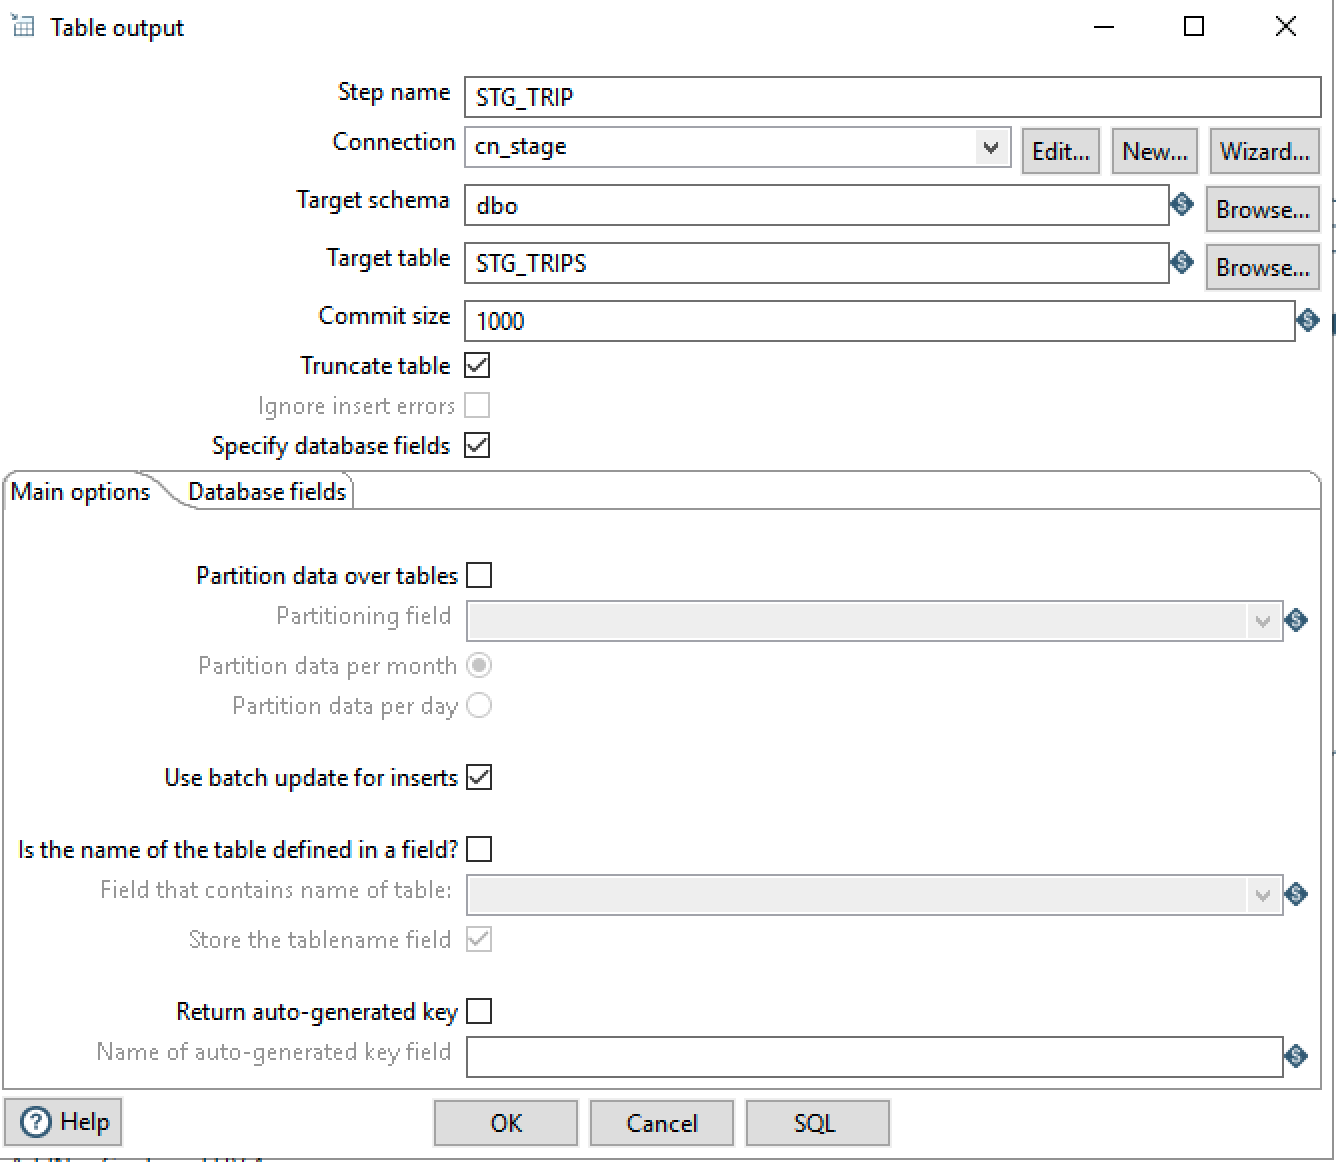 Table output
Step name STG_TRIP
Connection cn_stage Edit... New... Wizard...
Target schema dbo Browse...
Target table STG_TRIPS Browse...
Commit size 1000
Truncate table
Ignore insert errors
Specify database fields
Main options Database fields
Partition data over tables
Partitioning field
Partition data per month
Partition data per day
Use batch update for inserts
Is the name of the table defined in a field?
Field that contains name of table:
Store the tablename field
Return auto-generated key
Name of auto-generated key field
Help OK Cancel SQL